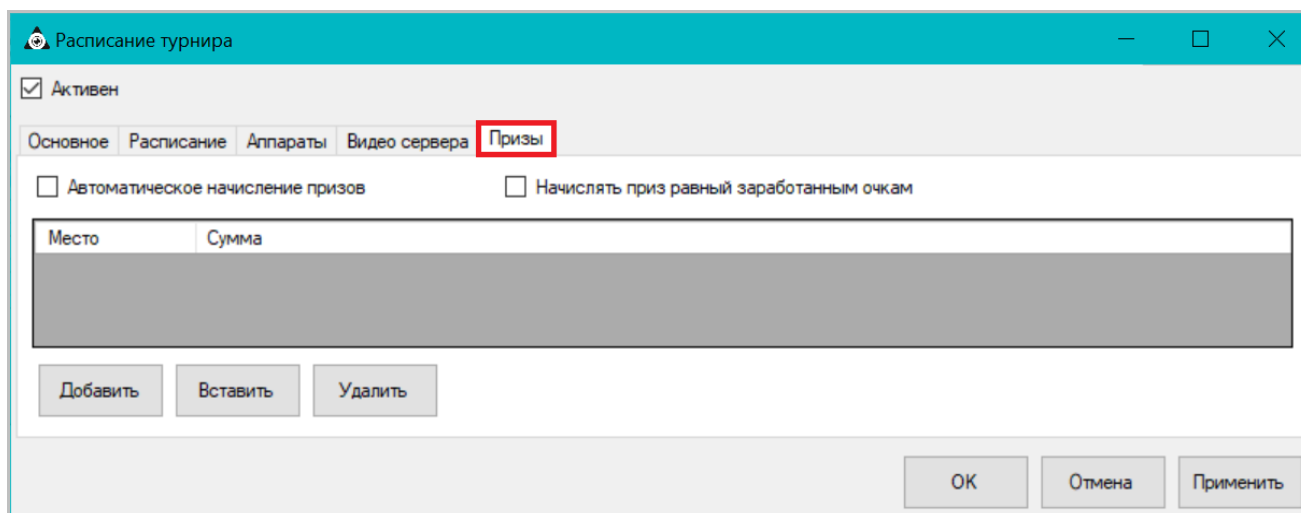 Расписание турнира
Активен
Основное Расписание Аппараты Видео сервера Призы
Автоматическое начисление призов Начислять приз равный заработанным очкам
Место Сумма
Добавить Вставить Удалить
OK Отмена Применить